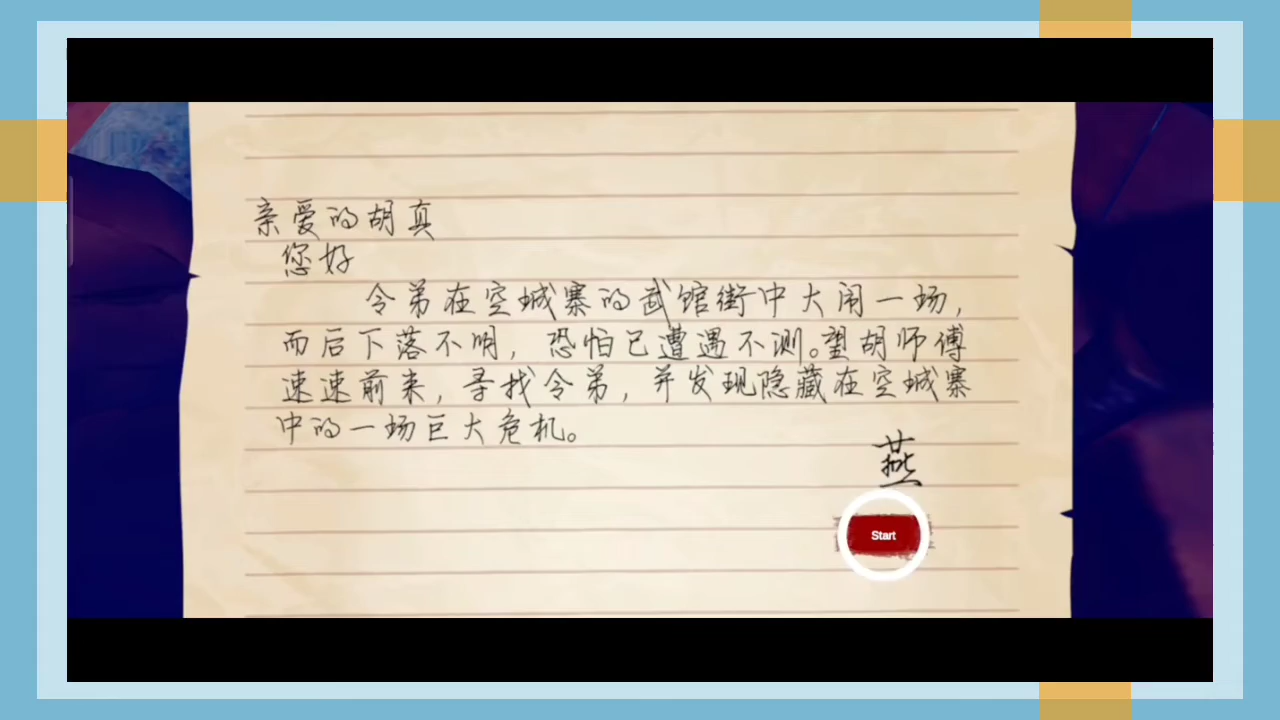 亲爱的胡真
您好
令弟在空城寨的武馆街中大闹一场，
而后下落不明，恐怕已遭遇不测。望胡师傅
速速前来，寻找令弟，并发现隐藏在空城寨
中的一场巨大危机。
燕
Start